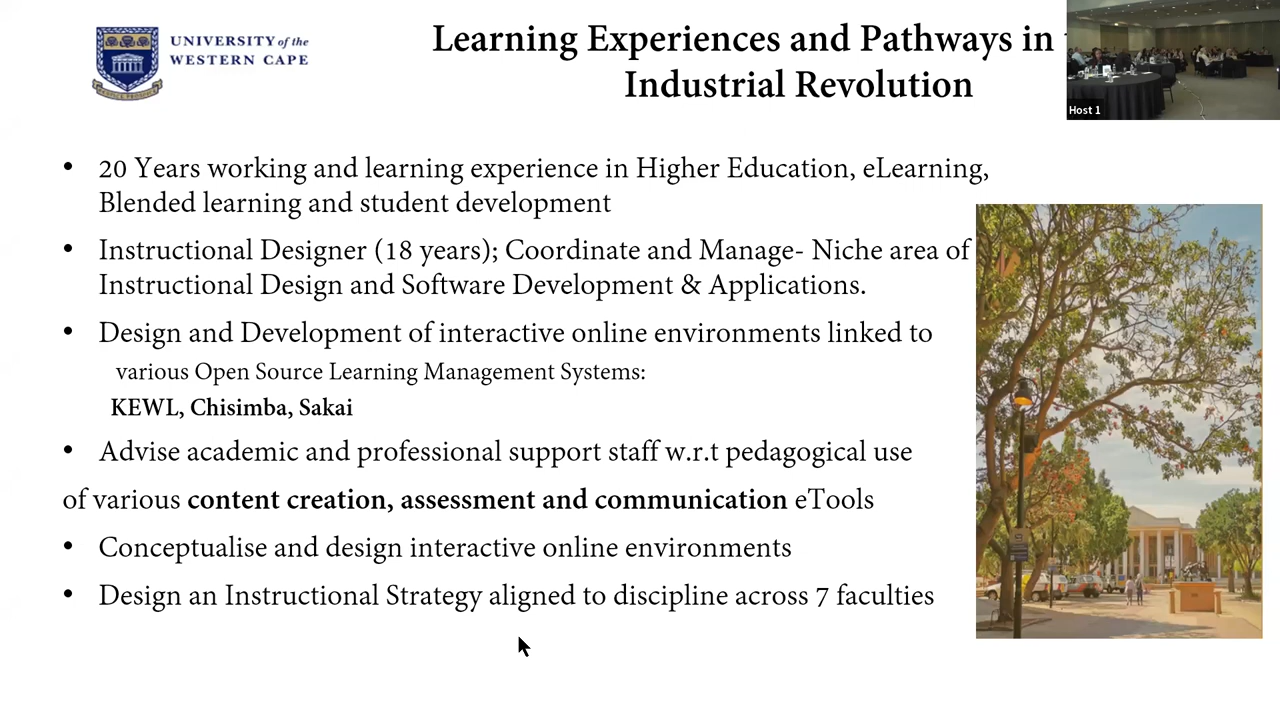 UNIVERSITY of the
WESTERN CAPE
Learning Experiences and Pathways in
Industrial Revolution
Host 1
• 20 Years working and learning experience in Higher Education, eLearning,
Blended learning and student development
• Instructional Designer (18 years); Coordinate and Manage- Niche area of
Instructional Design and Software Development & Applications.
• Design and Development of interactive online environments linked to
various Open Source Learning Management Systems:
KEWL, Chisimba, Sakai
• Advise academic and professional support staff w.r.t pedagogical use
of various content creation, assessment and communication eTools
• Conceptualise and design interactive online environments
• Design an Instructional Strategy aligned to discipline across 7 faculties